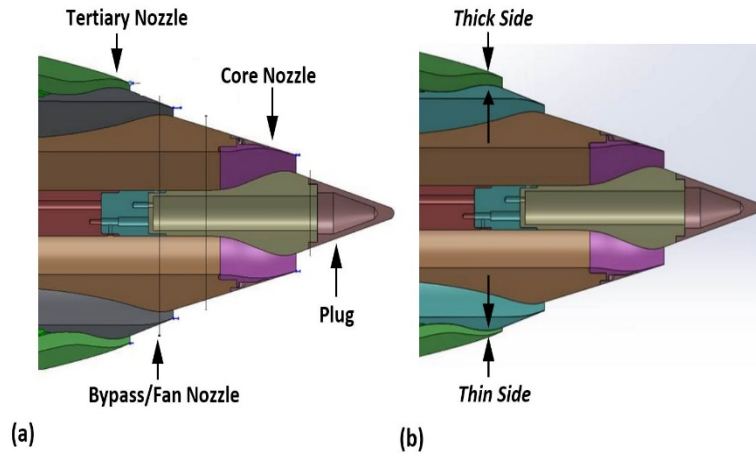 Tertiary Nozzle
Core Nozzle
Plug
Bypass/Fan Nozzle
(a)
Thick Side
Thin Side
(b)